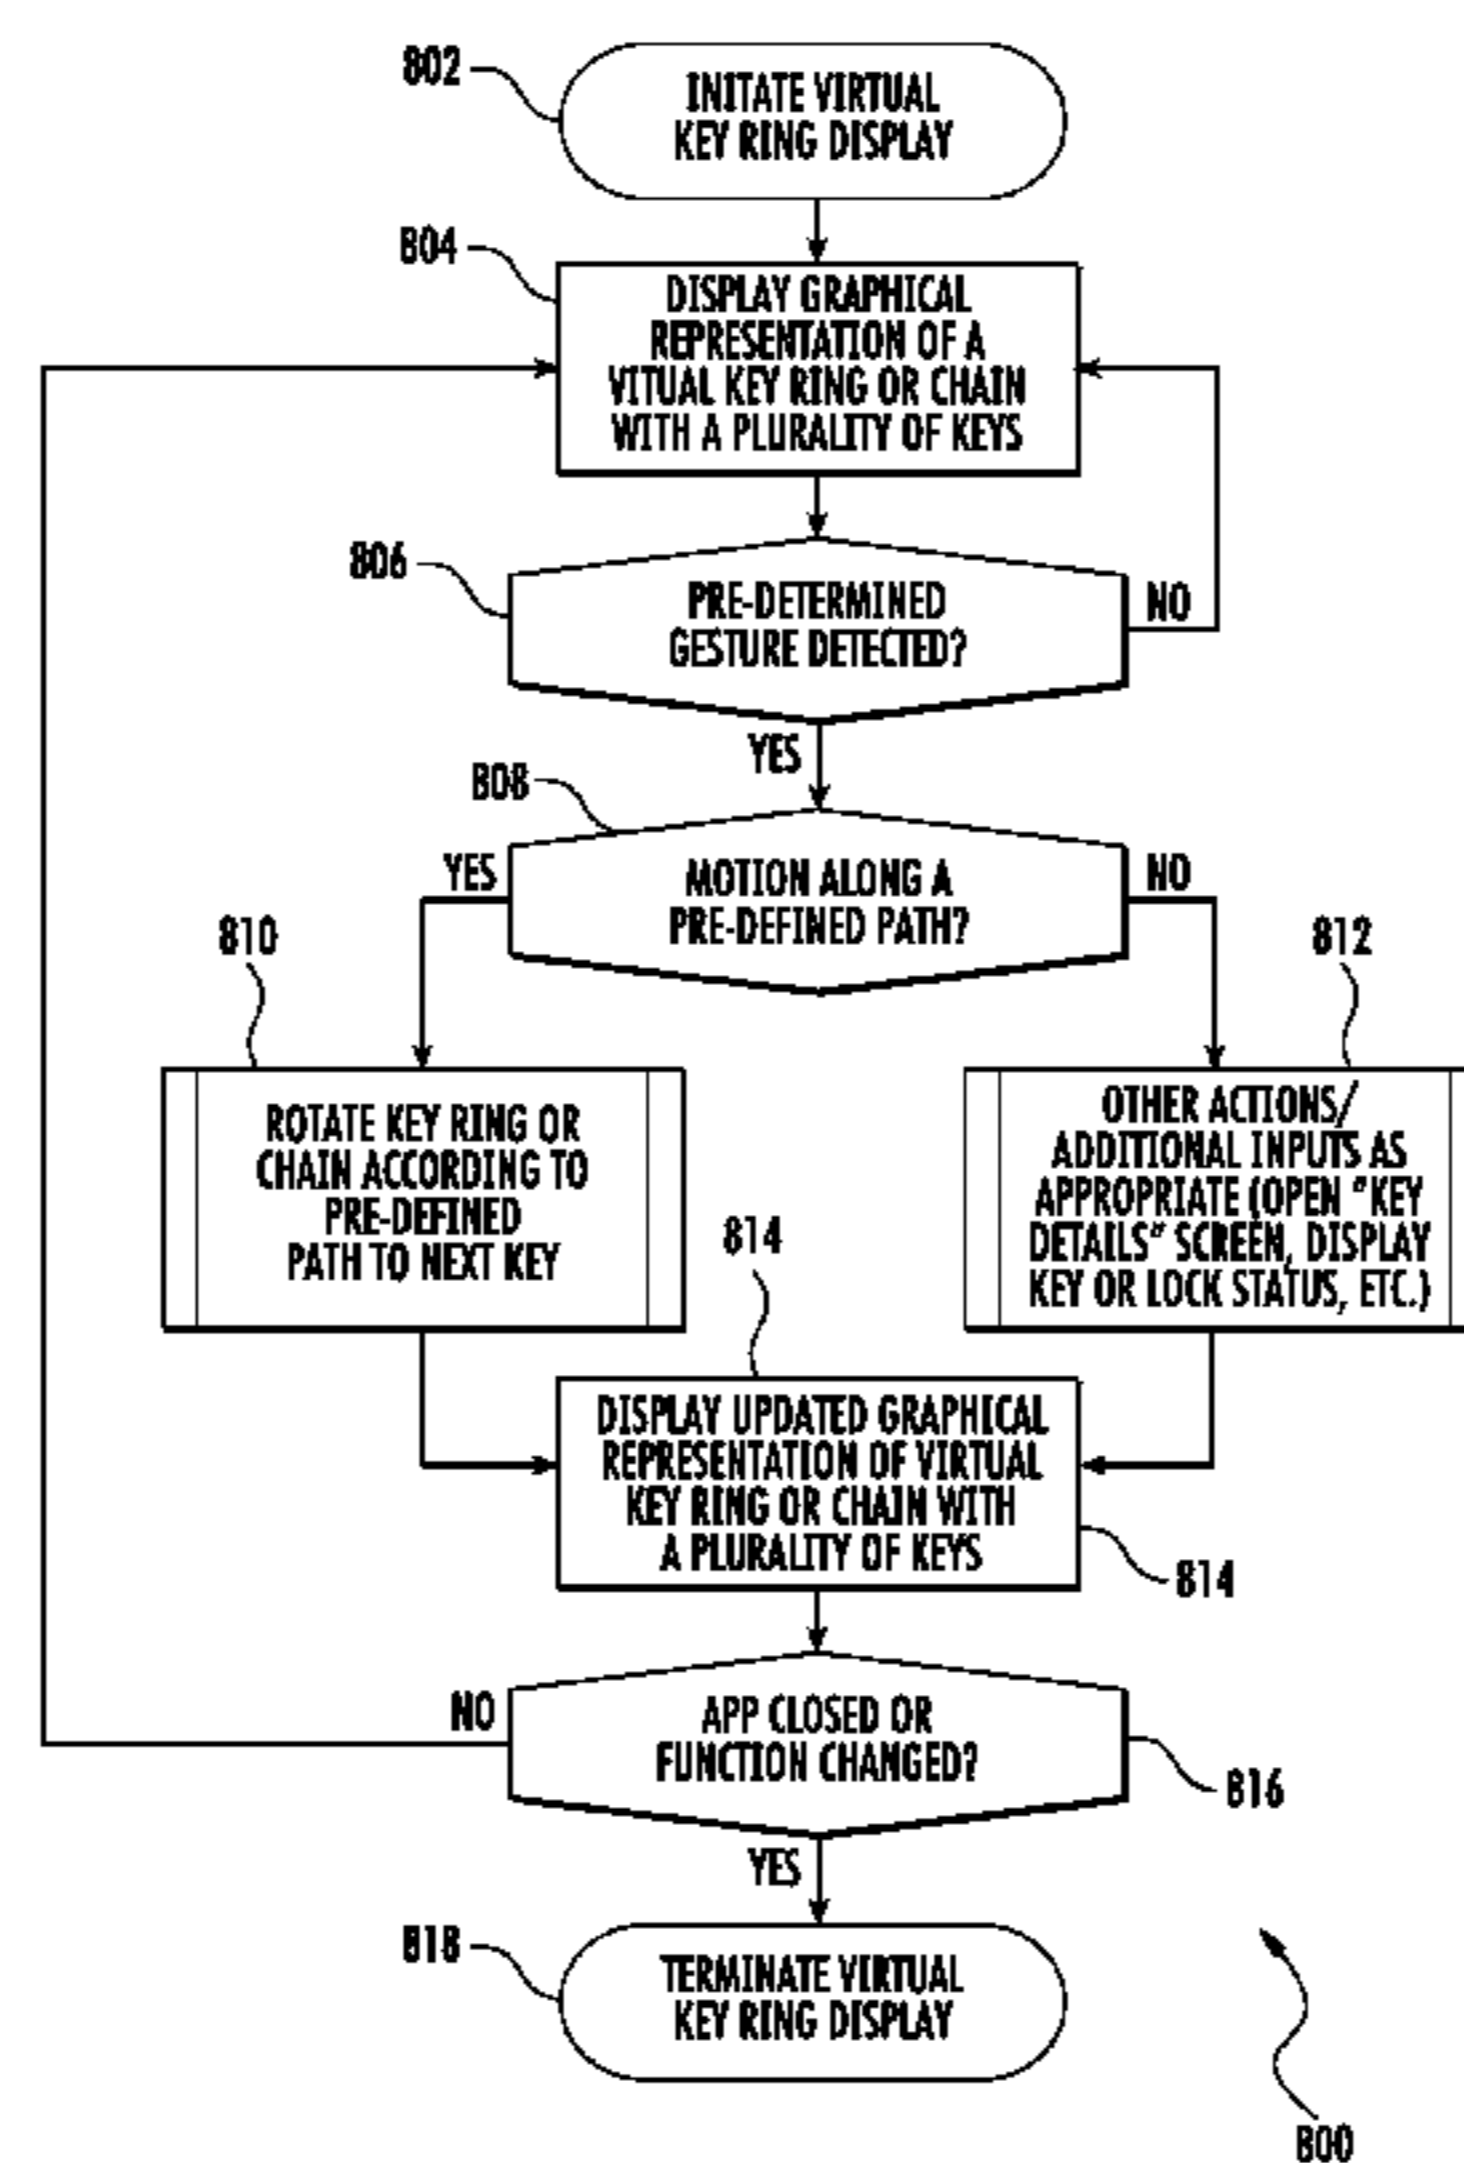 802
INITATE VIRTUAL
KEY RING DISPLAY
804
DISPLAY GRAPHICAL
REPRESENTATION OF A
VITUAL KEY RING OR CHAIN
WITH A PLURALITY OF KEYS
806
PRE-DETERMINED
GESTURE DETECTED?
NO
YES
808
MOTION ALONG A
PRE-DEFINED PATH?
YES
NO
810
812
ROTATE KEY RING OR
CHAIN ACCORDING TO
PRE-DEFINED
PATH TO NEXT KEY
OTHER ACTIONS/
ADDITIONAL INPUTS AS
APPROPRIATE (OPEN "KEY
DETAILS" SCREEN, DISPLAY
KEY OR LOCK STATUS, ETC.)
814
DISPLAY UPDATED GRAPHICAL
REPRESENTATION OF VIRTUAL
KEY RING OR CHAIN WITH
A PLURALITY OF KEYS
814
NO
APP CLOSED OR
FUNCTION CHANGED?
816
YES
818
TERMINATE VIRTUAL
KEY RING DISPLAY
800